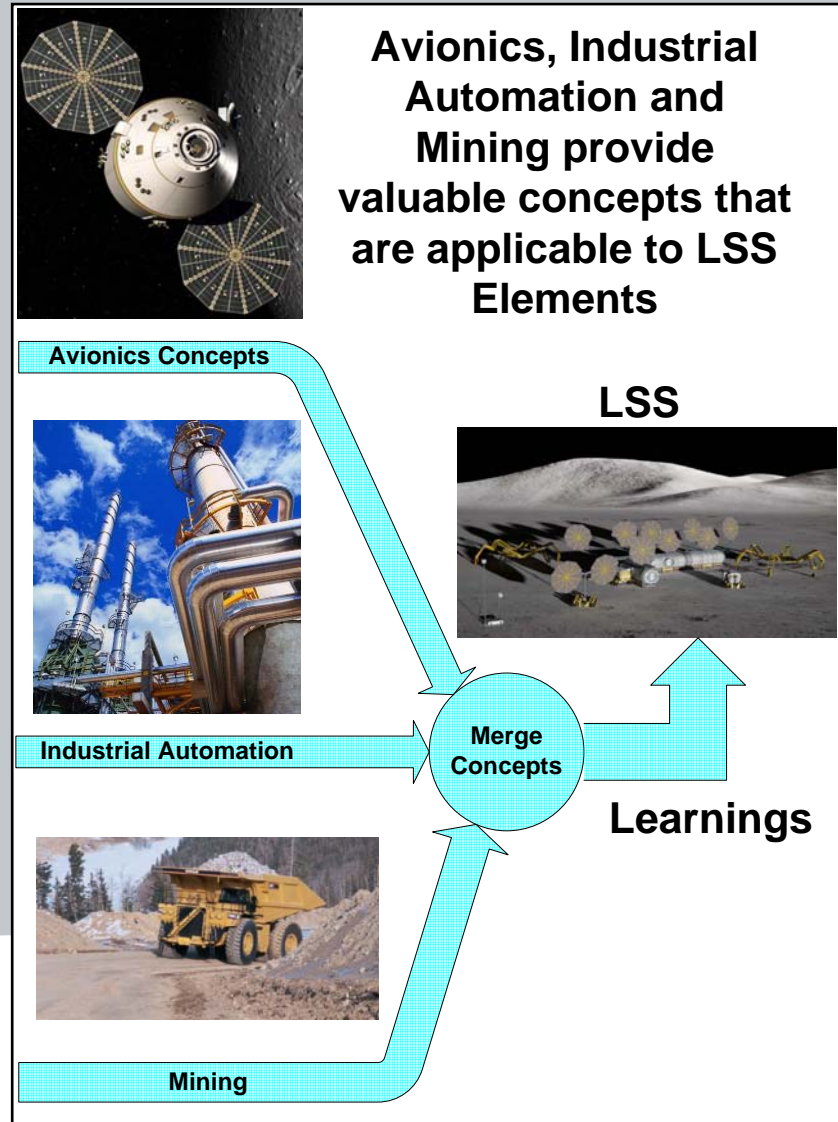 Avionics, Industrial
Automation and
Mining provide
valuable concepts that
are applicable to LSS
Elements
Avionics Concepts
LSS
Industrial Automation
Merge
Concepts
Learnings
Mining